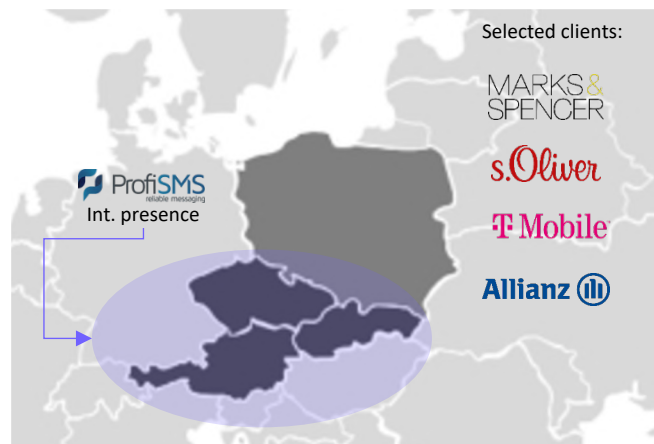 Selected clients:
MARKS&
SPENCER
s.Oliver
T Mobile
Allianz
ProfiSMS
reliable messaging
Int. presence